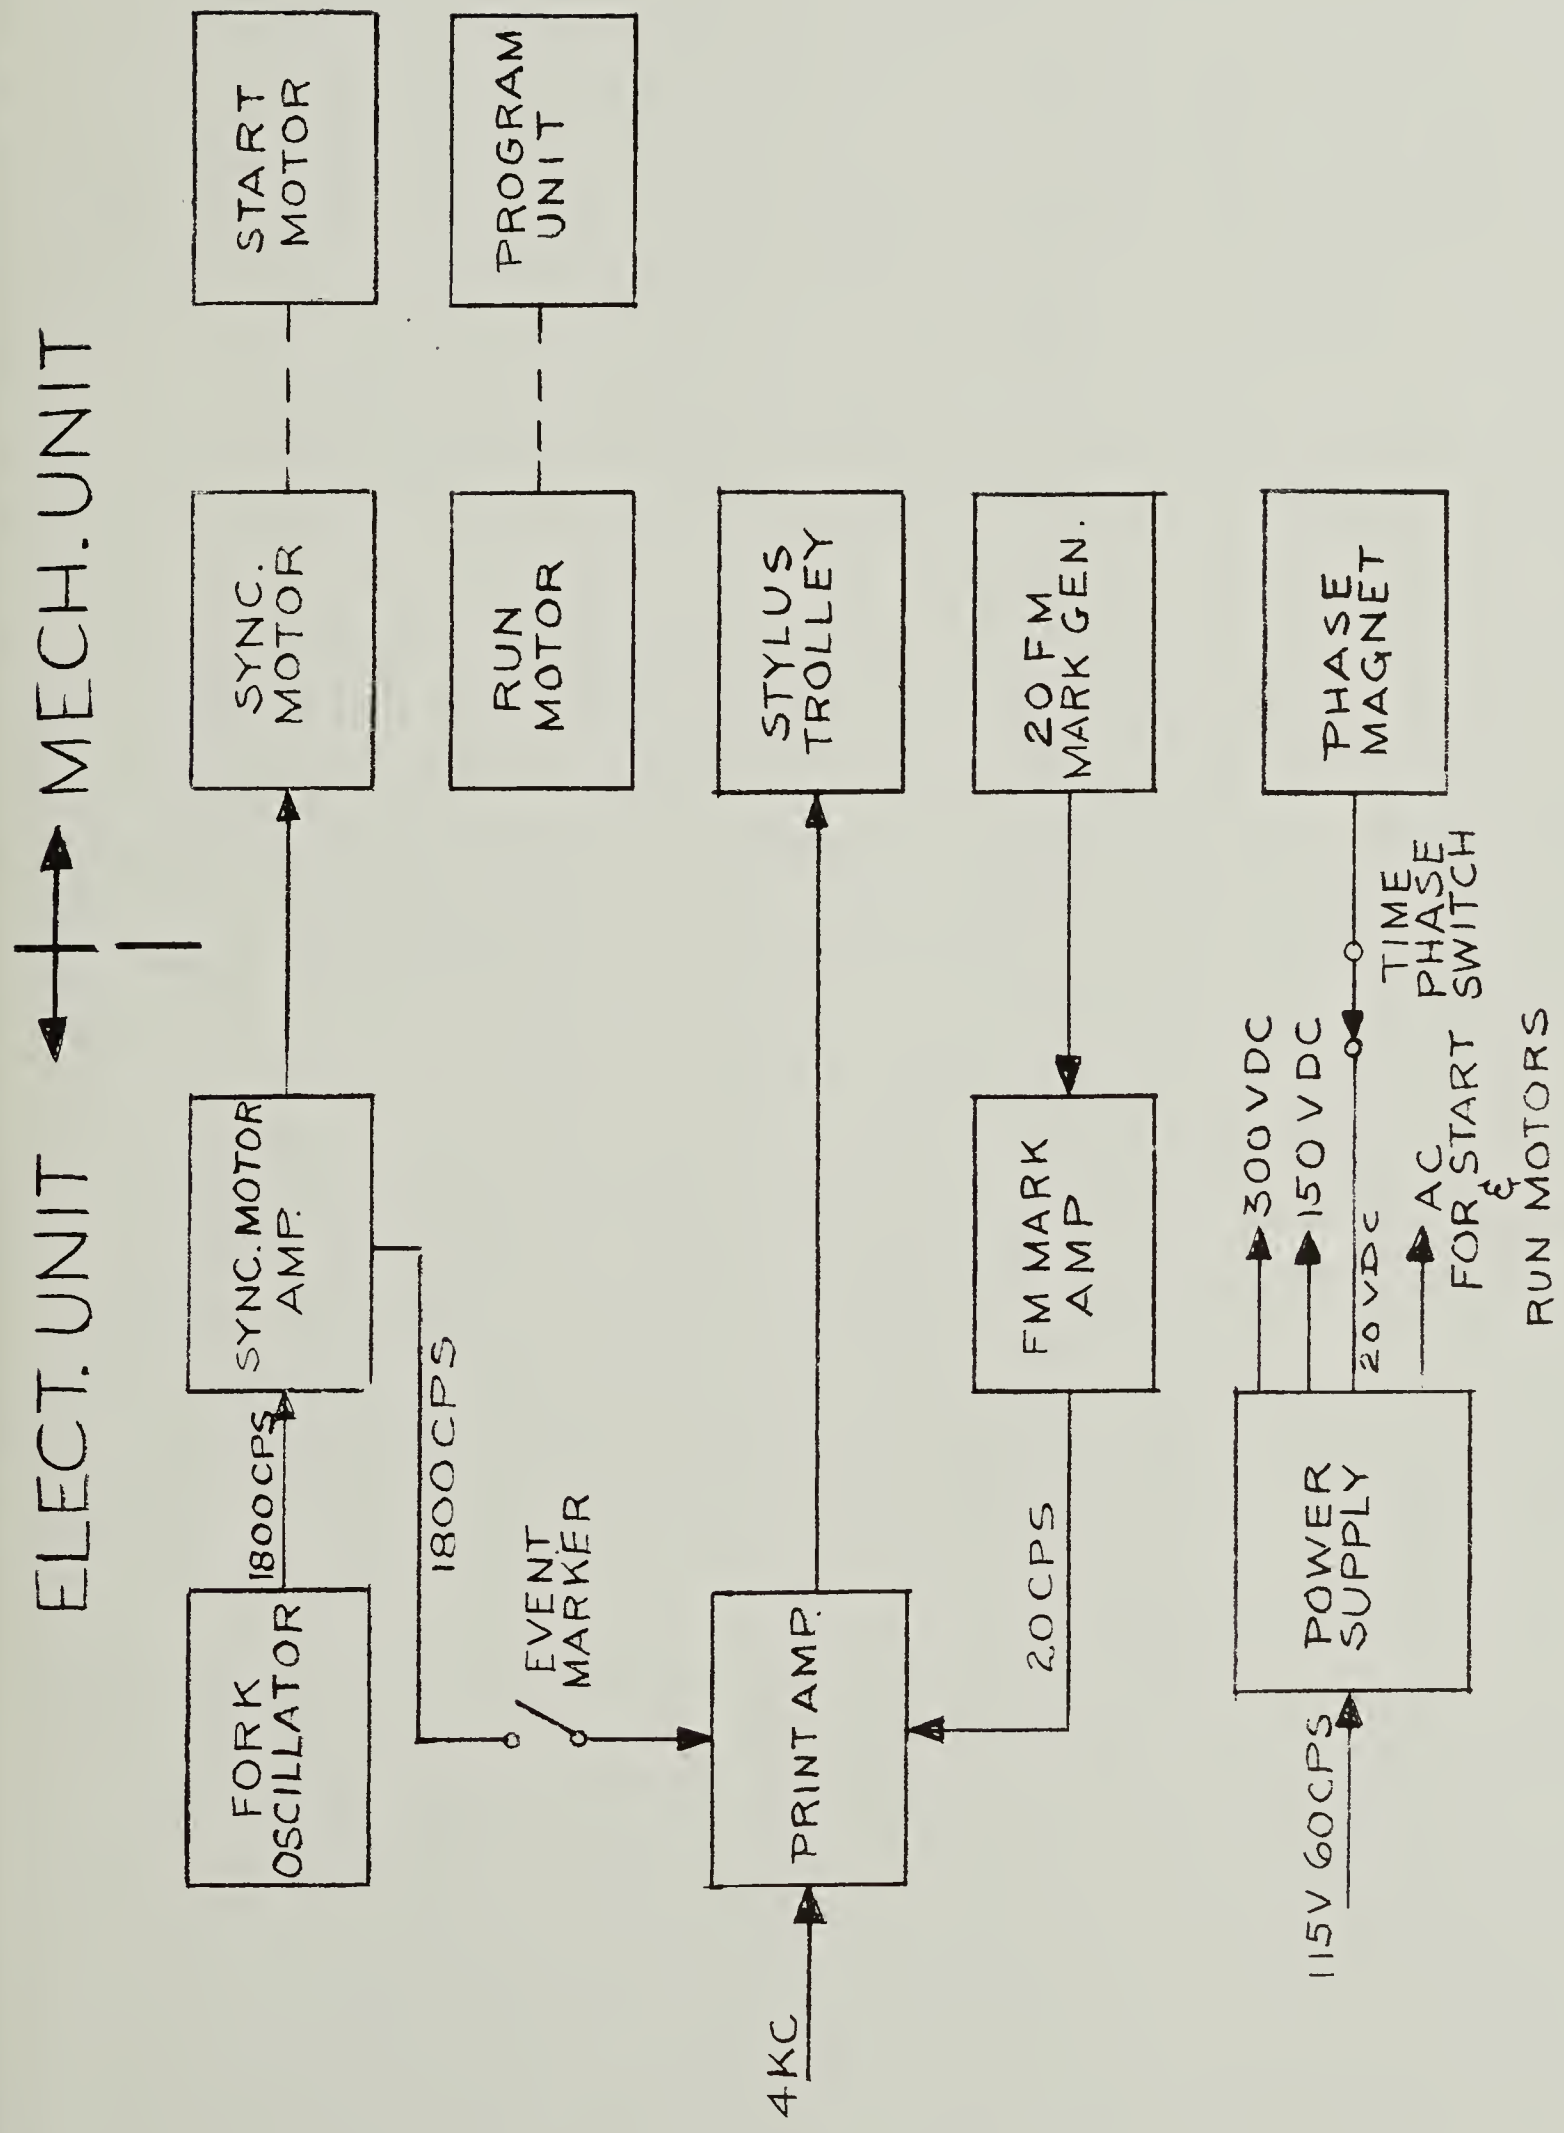 ELECT. UNIT
MECH. UNIT
FORK
OSCILLATOR
1800CPS
SYNC. MOTOR
AMP.
SYNC.
MOTOR
START
MOTOR
1800CPS
RUN
MOTOR
PROGRAM
UNIT
EVENT
MARKER
4KC
PRINT AMP.
STYLUS
TROLLEY
20CPS
FM MARK
AMP
20FM
MARK GEN.
115V 60CPS
POWER
SUPPLY
300VDC
150VDC
20VDC
AC
FOR START
&
RUN MOTORS
TIME
PHASE
SWITCH
PHASE
MAGNET